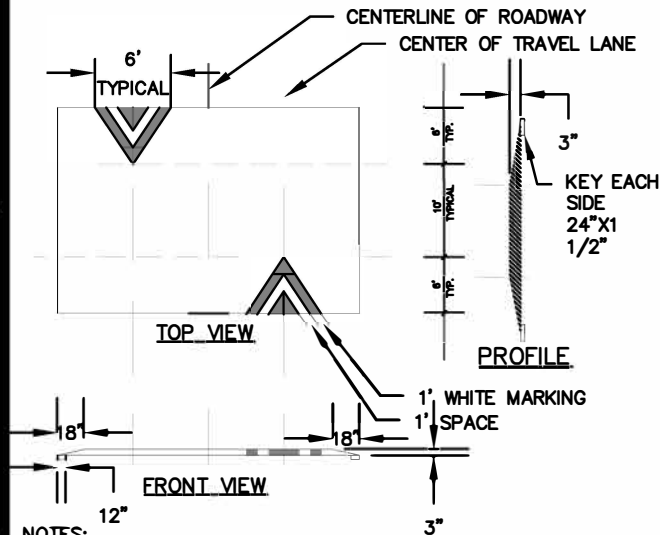 CENTERLINE OF ROADWAY
CENTER OF TRAVEL LANE
6'
TYPICAL
6'
TYP.
10'
TYPICAL
6'
TYP.
3"
KEY EACH
SIDE
24"X1
1/2"
TOP VIEW
PROFILE
1' WHITE MARKING
1' SPACE
18"
18"
12"
FRONT VIEW
3"
NOTES: